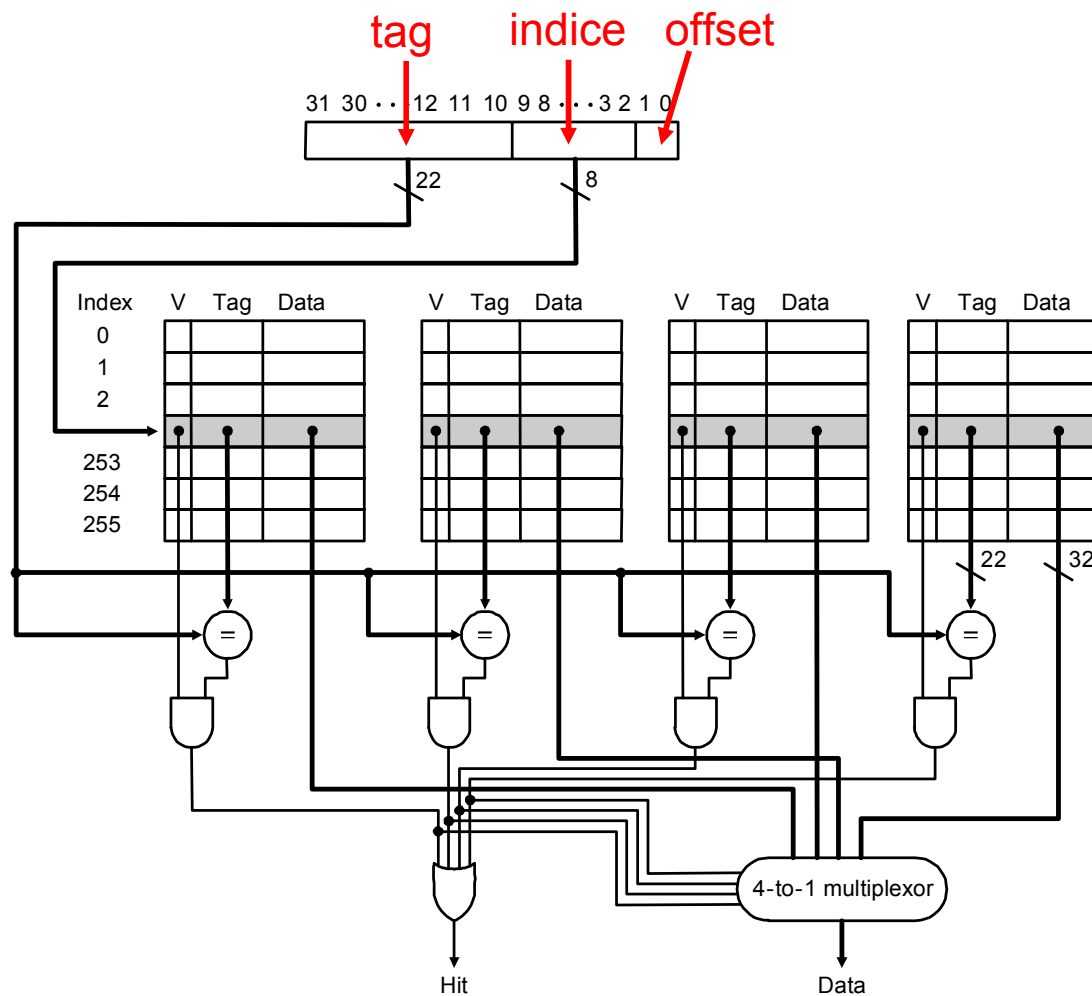 tag indice offset
31 30 · · · 12 11 10 9 8 · · · · 3 2 1 0
22 8
Index V Tag Data V Tag Data V Tag Data V Tag Data
0
1
2
253
254
255
22 32
= = = =
4-to-1 multiplexor
Hit Data